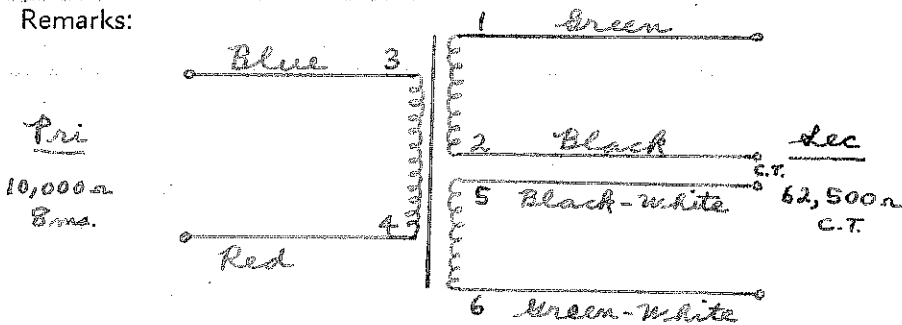 Remarks:
1 Green
Blue 3
Pri
10,000 Ω
8 ma.
2 Black
C.T.
Sec
5 Black-White
62,500 Ω
C.T.
4
Red
6 Green-White